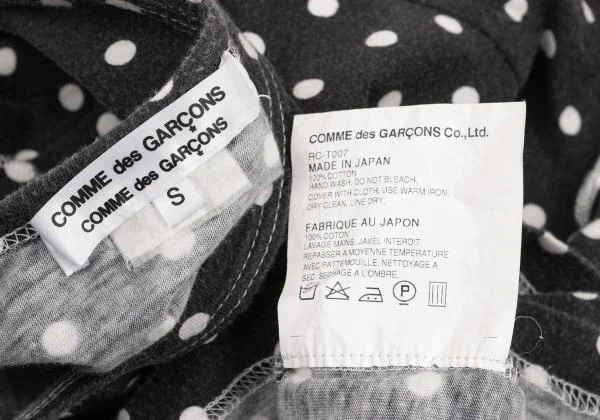 COMME des GARÇONS
*
COMME des GARÇONS
S
COMME des GARÇONS Co.,Ltd.
RC-T007
MADE IN JAPAN
100% COTTON
HAND WASH. DO NOT BLEACH.
COVER WITH CLOTH, USE WARM IRON.
DRY CLEAN. LINE DRY.
FABRIQUE AU JAPON
100% COTON
LAVAGE MAINS. JAVEL INTERDIT.
REPASSER A MOYENNE TEMPERATURE
AVEC PATTEMOUILLE. NETTOYAGE A
SEC. SECHAGE A L'OMBRE.
P